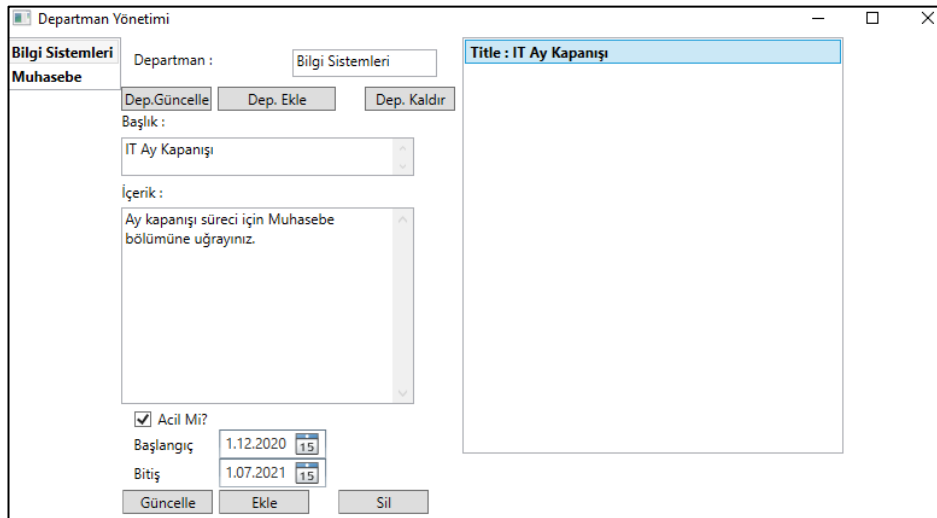 Departman Yönetimi
Bilgi Sistemleri
Muhasebe
Departman :
Bilgi Sistemleri
Dep.Güncelle
Dep. Ekle
Dep. Kaldır
Başlık :
IT Ay Kapanışı
İçerik :
Ay kapanışı süreci için Muhasebe
bölümüne uğrayınız.
Acil Mi?
Başlangıç
1.12.2020
15
Bitiş
1.07.2021
15
Güncelle
Ekle
Sil
Title : IT Ay Kapanışı